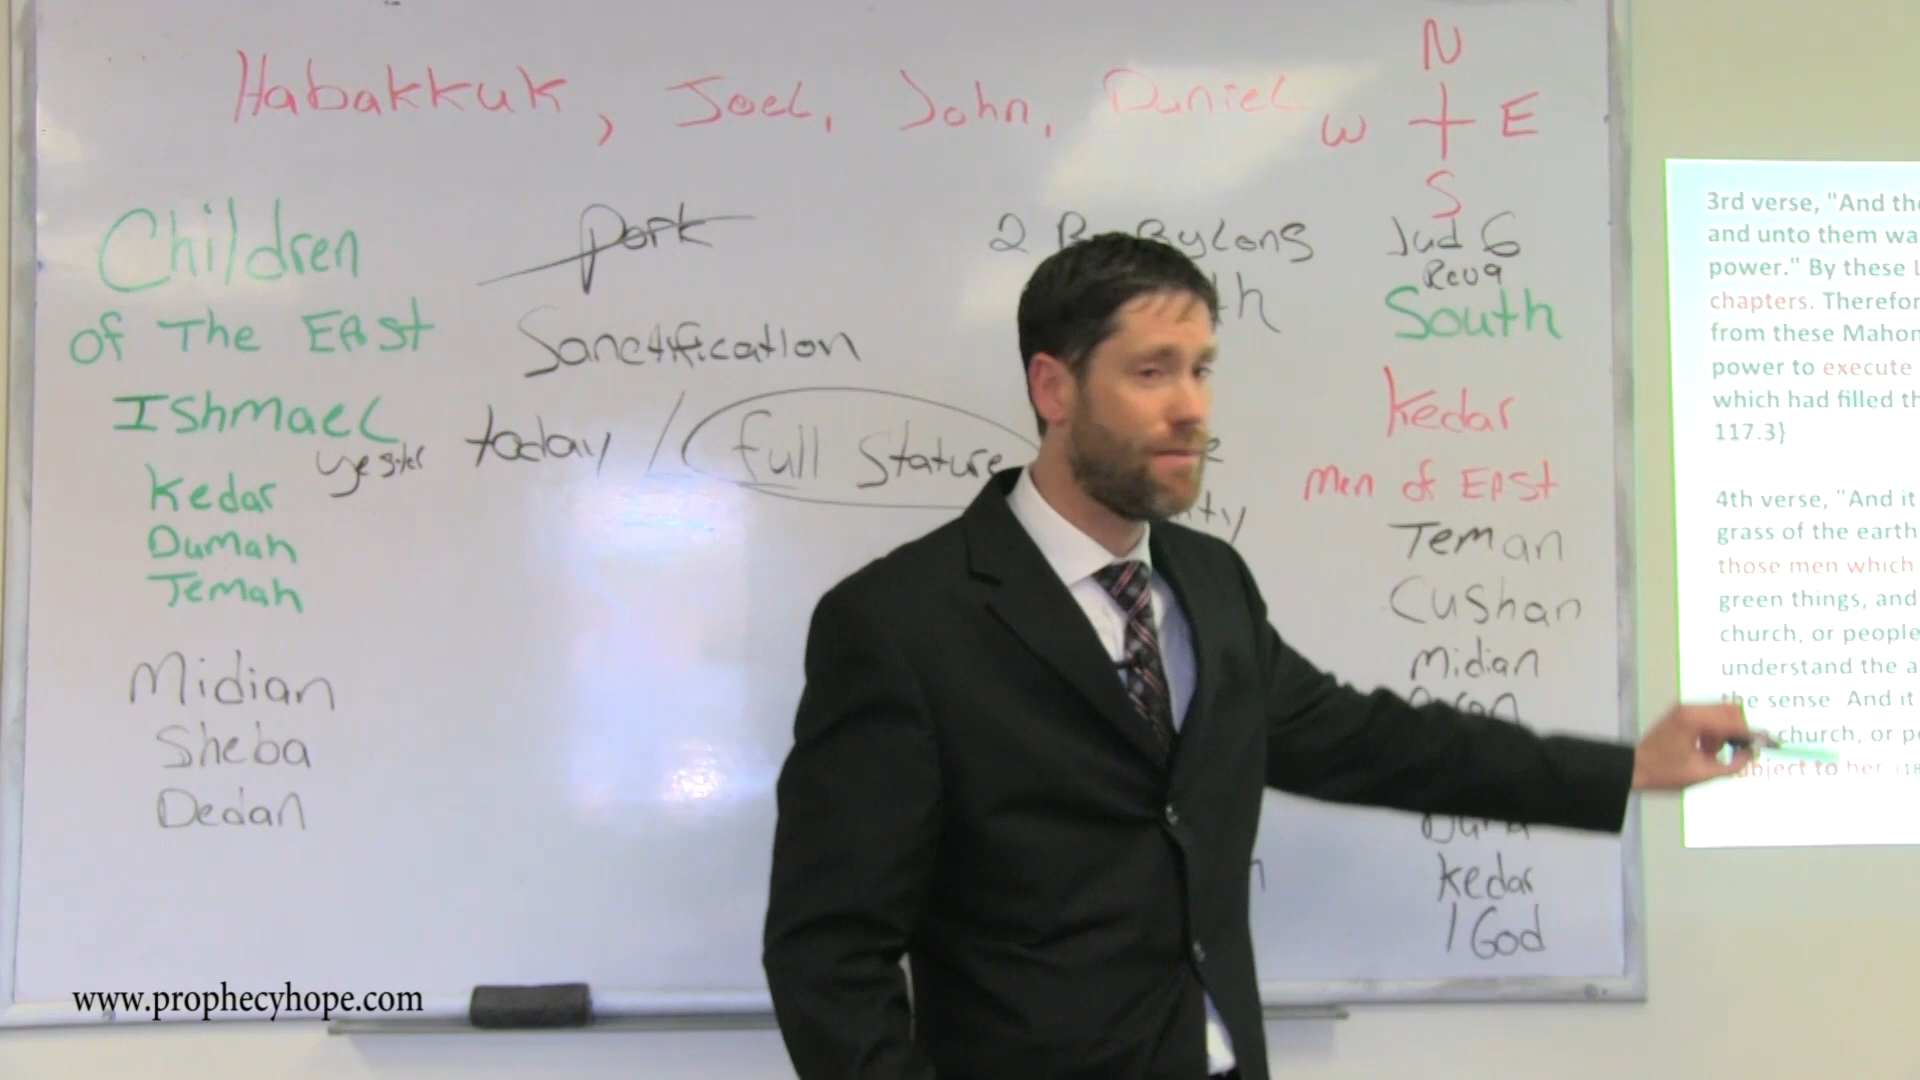 Habakkuk, Joel, John, Daniel
N
W E
S
Children
of The East
Ishmael
yester
Kedar
Dumah
Temah
Midian
Sheba
Dedan
pork
Sanctification
today / full Stature
2
Jud 6
Rev 9
South
Kedar
men of East
Teman
Cushan
Midian
Kedar
1 God
3rd verse, "And the
and unto them wa
power." By these
chapters. Therefor
from these Mahom
power to execute
which had filled th
117.3}
4th verse, "And it
grass of the earth
those men which
green things, and
church, or people
understand the a
the sense And it
church, or pe
subject to her
www.prophecyhope.com